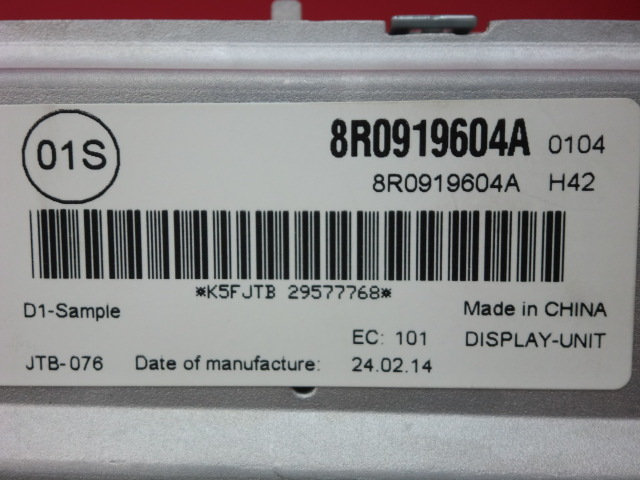 01S
8R0919604A 0104
8R0919604A H42
*K5FJTB 29577768*
D1-Sample
Made in CHINA
EC: 101 DISPLAY-UNIT
JTB-076 Date of manufacture: 24.02.14